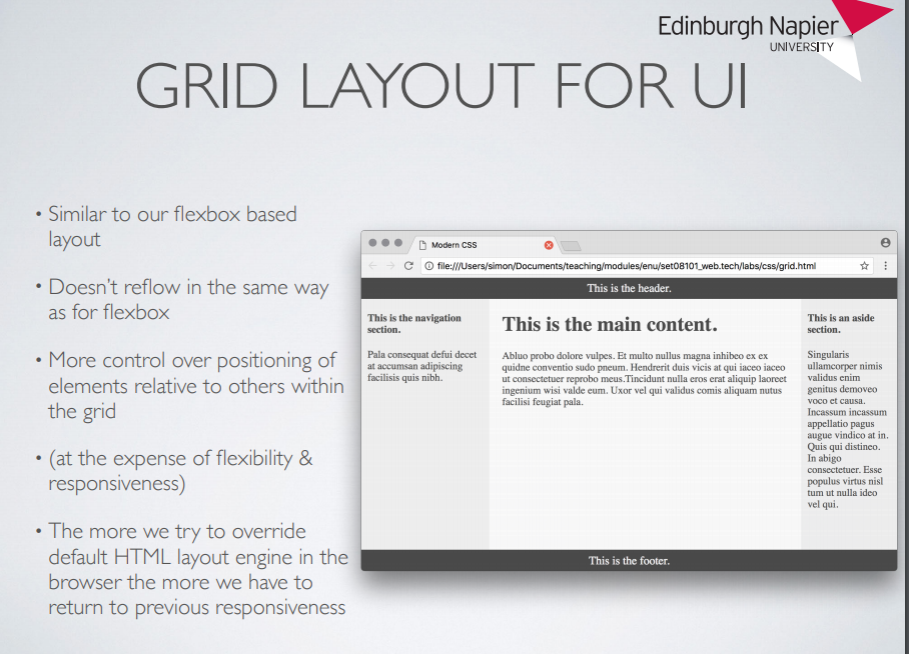 Edinburgh Napier
UNIVERSITY
GRID LAYOUT FOR UI
• Similar to our flexbox based
layout
• Doesn't reflow in the same way
as for flexbox
• More control over positioning of
elements relative to others within
the grid
• (at the expense of flexibility &
responsiveness)
• The more we try to override
default HTML layout engine in the
browser the more we have to
return to previous responsiveness
Modern CSS
file:///Users/simon/Documents/teaching/modules/enu/set08101_web.tech/labs/css/grid.html
This is the header.
This is the navigation
section.
Pala consequat defui decet
at accumsan adipiscing
facilisis quis nibh.
This is the main content.
Abluo probo dolore vulpes. Et multo nullus magna inhibeo ex ex
quidne conventio sudo pneum. Hendrerit duis vicis at qui iaceo iaceo
ut consectetuer reprobo meus.Tincidunt nulla eros erat aliquip laoreet
ingenium wisi valde eum. Uxor vel qui validus comis aliquam nutus
facilisi feugiat pala.
This is an aside
section.
Singularis
ullamcorper nimis
validus enim
genitus demoveo
voco et causa.
Incassum incassum
appellatio pagus
augue vindico at in.
Quis qui distineo.
In abigo
consectetuer. Esse
populus virtus nisl
tum ut nulla ideo
vel qui.
This is the footer.